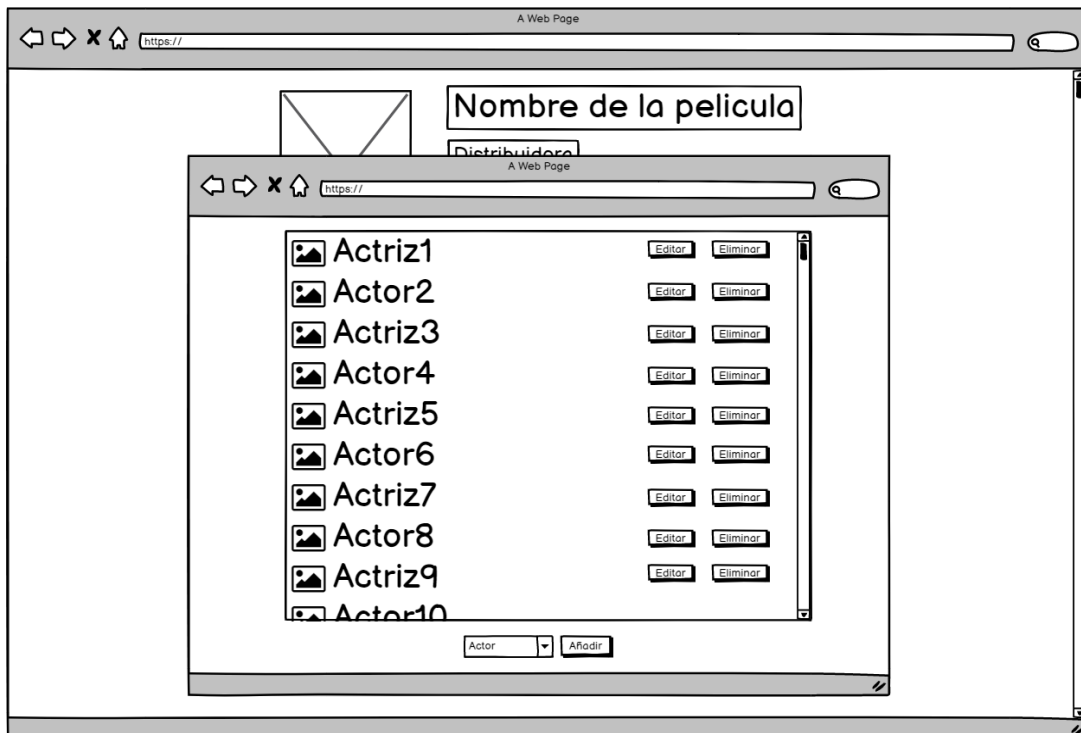 A Web Page
https://
Nombre de la pelicula
Distribuidora
A Web Page
https://
Actriz1 Editar Eliminar
Actor2 Editar Eliminar
Actriz3 Editar Eliminar
Actor4 Editar Eliminar
Actriz5 Editar Eliminar
Actor6 Editar Eliminar
Actriz7 Editar Eliminar
Actor8 Editar Eliminar
Actriz9 Editar Eliminar
Actor10
Actor Añadir